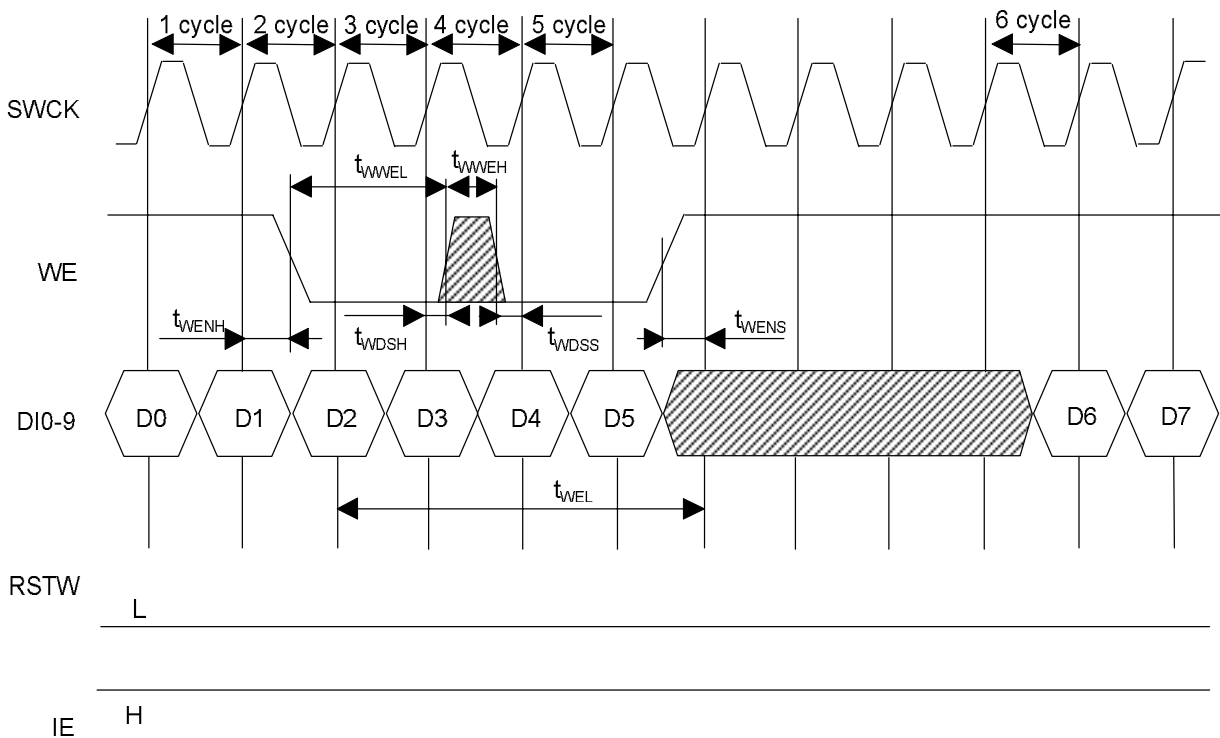 1 cycle 2 cycle 3 cycle 4 cycle 5 cycle 6 cycle
SWCK
tWWEL tWWEH
WE
tWENH tWDSH tWDSS tWENS
DI0-9 D0 D1 D2 D3 D4 D5 D6 D7
tWEL
RSTW
L
H
IE